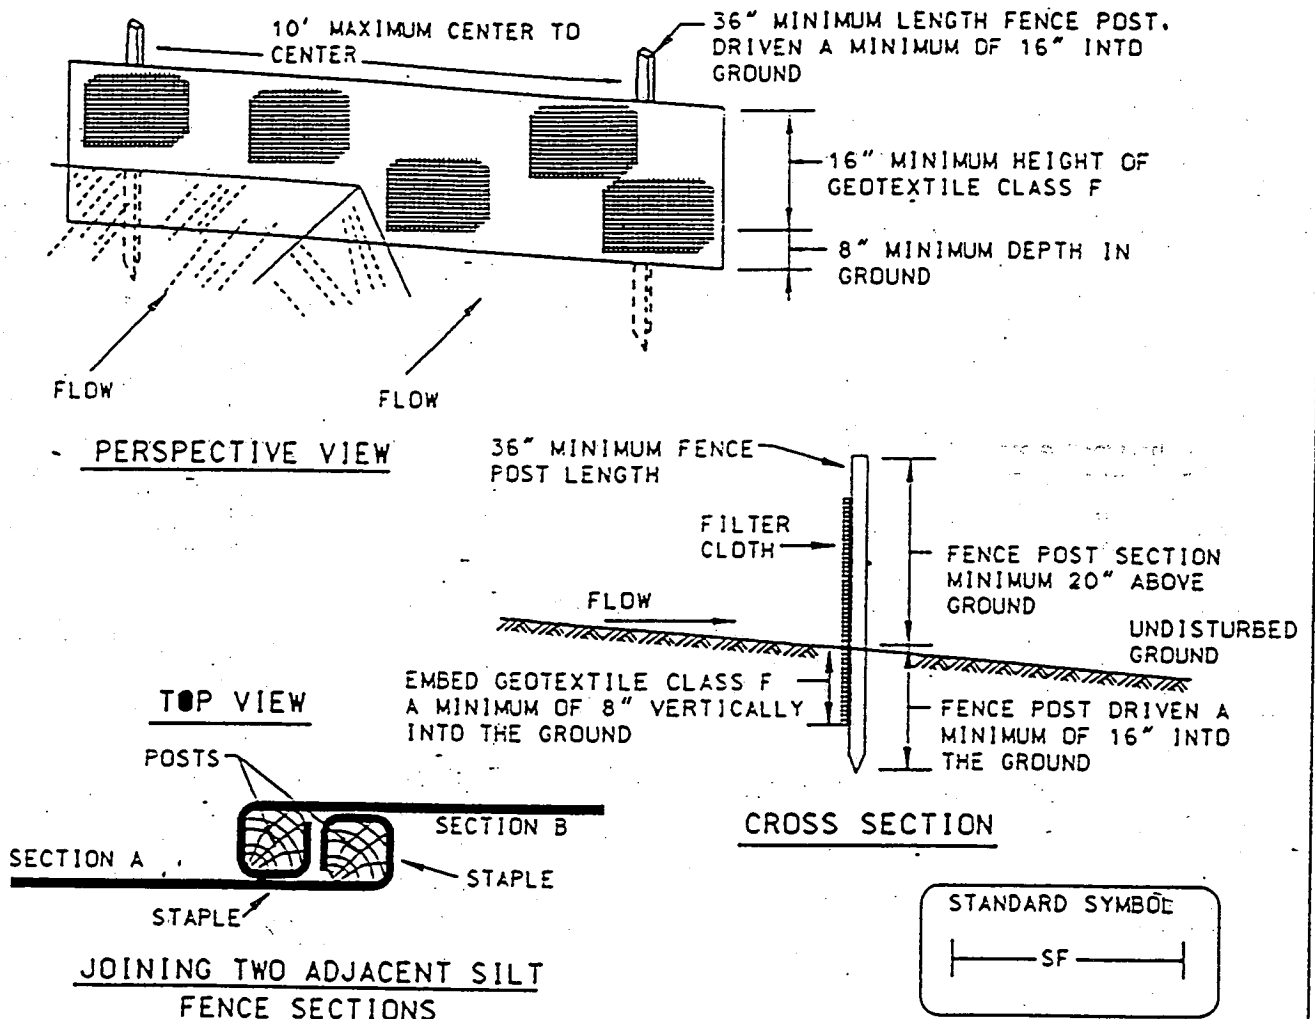 10' MAXIMUM CENTER TO
CENTER
36" MINIMUM LENGTH FENCE POST,
DRIVEN A MINIMUM OF 16" INTO
GROUND
16" MINIMUM HEIGHT OF
GEOTEXTILE CLASS F
8" MINIMUM DEPTH IN
GROUND
FLOW
FLOW
PERSPECTIVE VIEW
36" MINIMUM FENCE
POST LENGTH
FILTER
CLOTH
FENCE POST SECTION
MINIMUM 20" ABOVE
GROUND
FLOW
UNDISTURBED
GROUND
EMBED GEOTEXTILE CLASS F
A MINIMUM OF 8" VERTICALLY
INTO THE GROUND
FENCE POST DRIVEN A
MINIMUM OF 16" INTO
THE GROUND
CROSS SECTION
TOP VIEW
POSTS
SECTION B
SECTION A
STAPLE
STAPLE
JOINING TWO ADJACENT SILT
FENCE SECTIONS
STANDARD SYMBOL
SF